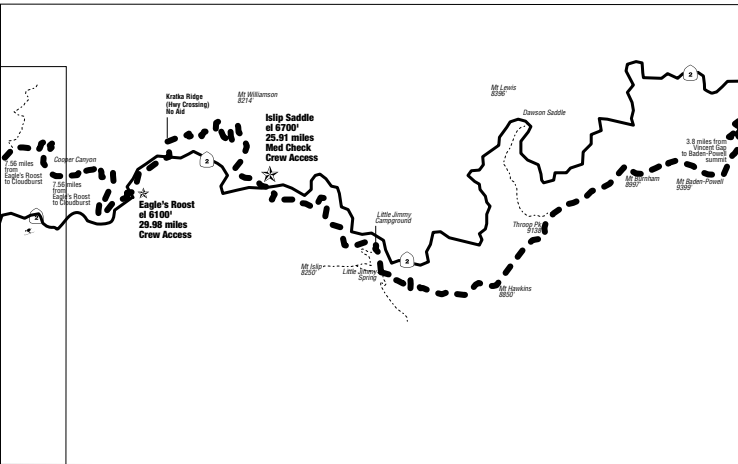 2
Mt Lewis
8396'
Mt Williamson
8214'
Kratka Ridge
(Hwy Crossing)
No Aid
Dawson Saddle
Islip Saddle
el 6700'
25.91 miles
Med Check
Crew Access
3.8 miles from
Vincent Gap
to Baden-Powell
summit
Cooper Canyon
7.56 miles
from
Eagle's Roost
to Cloudburst
2
7.56 miles
from
Eagle's Roost
to Cloudburst
Mt Burnham
8997'
Mt Baden-Powell
9399'
Eagle's Roost
el 6100'
29.98 miles
Crew Access
2
Little Jimmy
Campground
Throop Pk
9138'
2
Mt Islip
8250'
Little Jimmy
Spring
Mt Hawkins
8850'